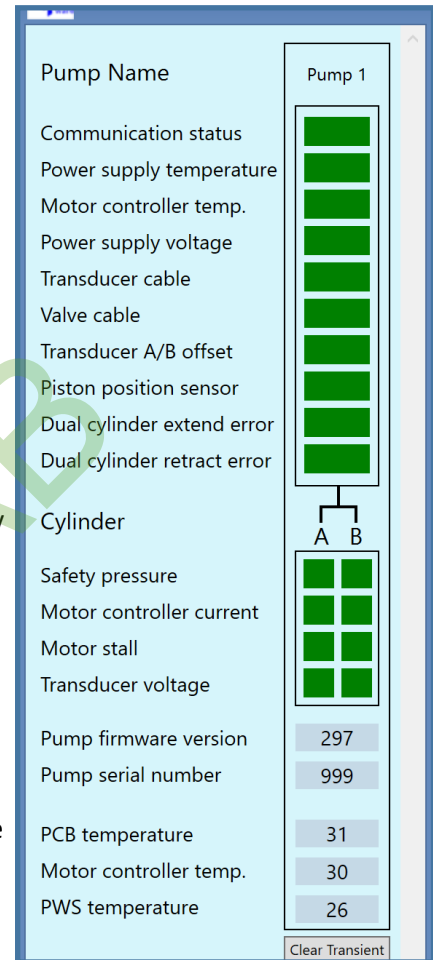 Pump Name Pump 1
Communication status
Power supply temperature
Motor controller temp.
Power supply voltage
Transducer cable
Valve cable
Transducer A/B offset
Piston position sensor
Dual cylinder extend error
Dual cylinder retract error
Cylinder A B
Safety pressure
Motor controller current
Motor stall
Transducer voltage
Pump firmware version 297
Pump serial number 999
PCB temperature 31
Motor controller temp. 30
PWS temperature 26
Clear Transient